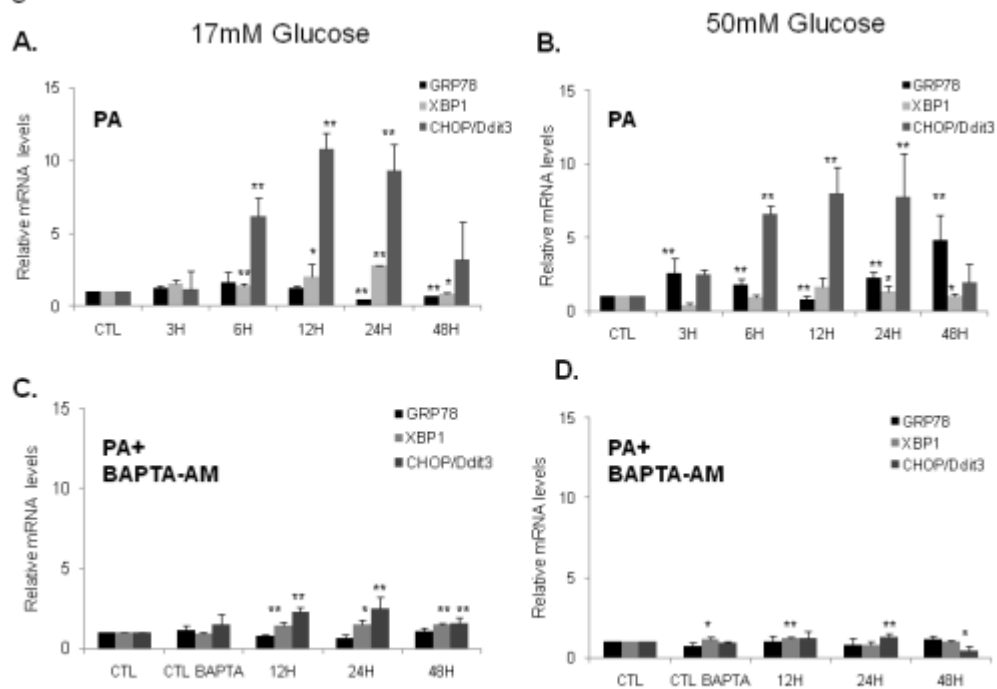 17mM Glucose
50mM Glucose
A.
15
10
5
0
Relative mRNA levels
PA
GRP78
XBP1
CHOP/Ddit3
** ** * ** ** ** ** ** *
CTL 3H 6H 12H 24H 48H
B.
15
10
5
0
Relative mRNA levels
PA
GRP78
XBP1
CHOP/Ddit3
** ** ** ** ** ** * ** ** *
CTL 3H 6H 12H 24H 48H
C.
15
10
5
0
Relative mRNA levels
PA+
BAPTA-AM
GRP78
XBP1
CHOP/Ddit3
** ** * ** ** **
CTL CTL BAPTA 12H 24H 48H
D.
15
10
5
0
Relative mRNA levels
PA+
BAPTA-AM
GRP78
XBP1
CHOP/Ddit3
* ** ** *
CTL CTL BAPTA 12H 24H 48H